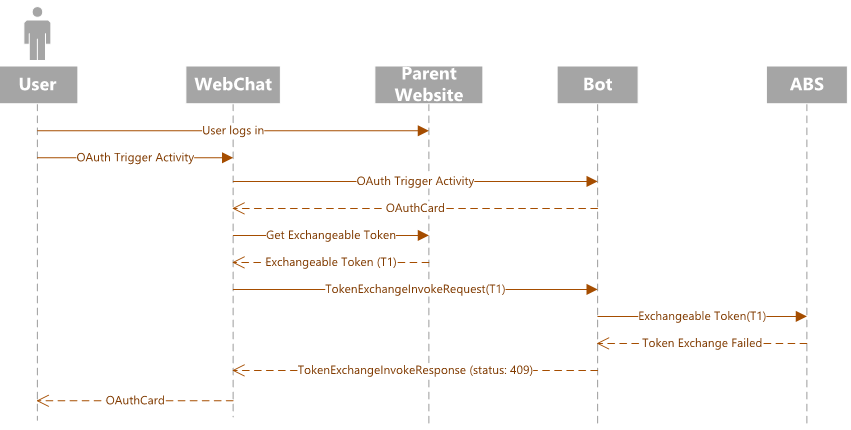 User
WebChat
Parent
Website
Bot
ABS
User logs in
OAuth Trigger Activity
OAuth Trigger Activity
OAuthCard
Get Exchangeable Token
Exchangeable Token (T1)
TokenExchangeInvokeRequest(T1)
Exchangeable Token(T1)
Token Exchange Failed
TokenExchangeInvokeResponse (status: 409)
OAuthCard